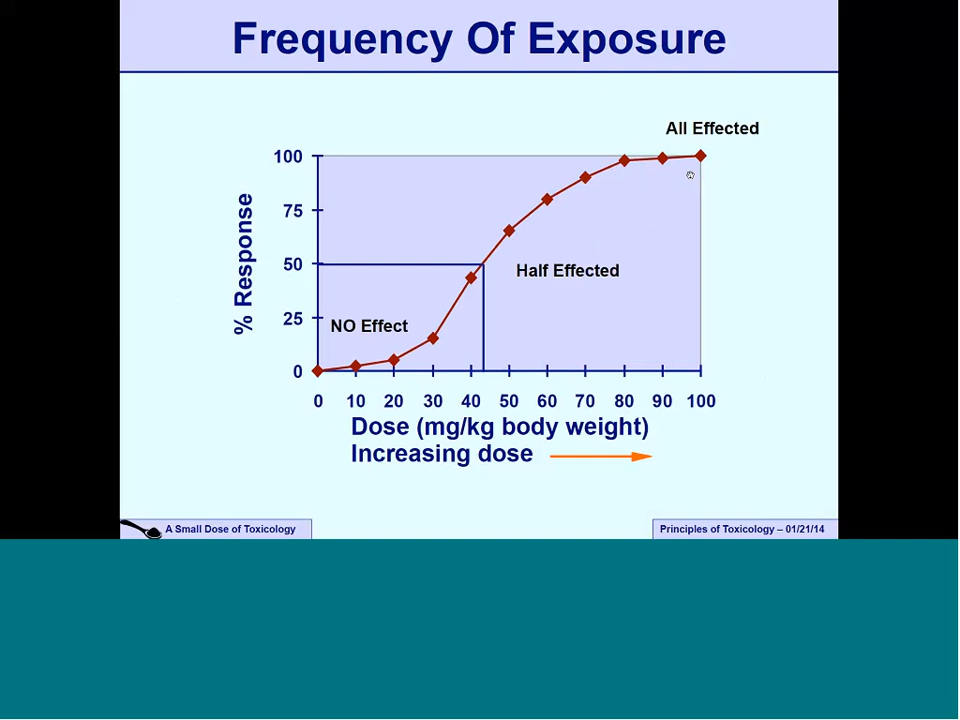 Frequency Of Exposure
All Effected
100
75
50
25
0
% Response
Half Effected
NO Effect
0 10 20 30 40 50 60 70 80 90 100
Dose (mg/kg body weight)
Increasing dose
A Small Dose of Toxicology
Principles of Toxicology – 01/21/14